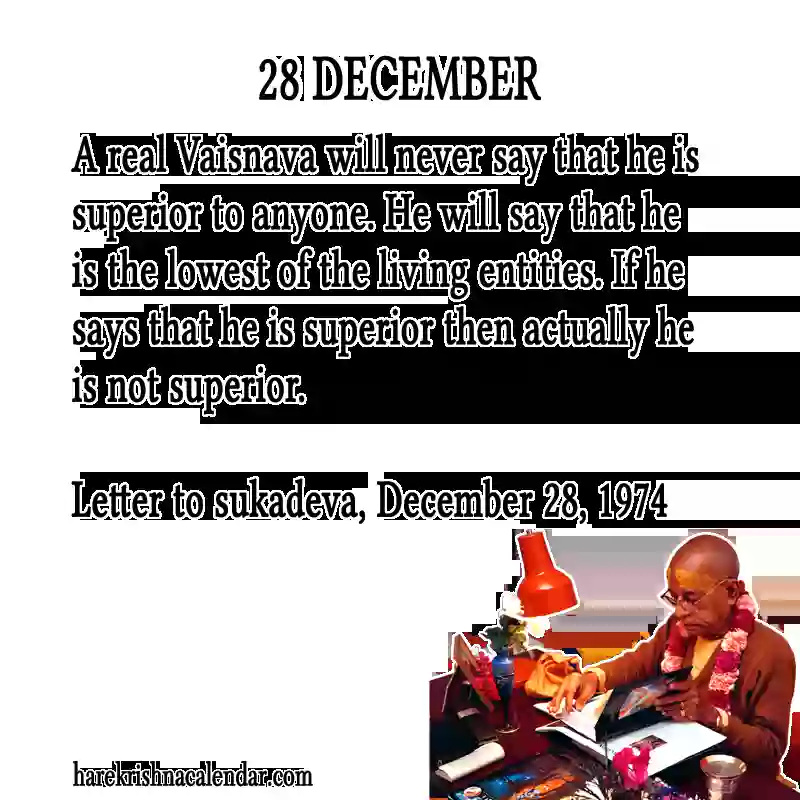 28 DECEMBER
A real Vaisnava will never say that he is
superior to anyone. He will say that he
is the lowest of the living entities. If he
says that he is superior then actually he
is not superior.
Letter to sukadeva, December 28, 1974
harekrishnacalendar.com